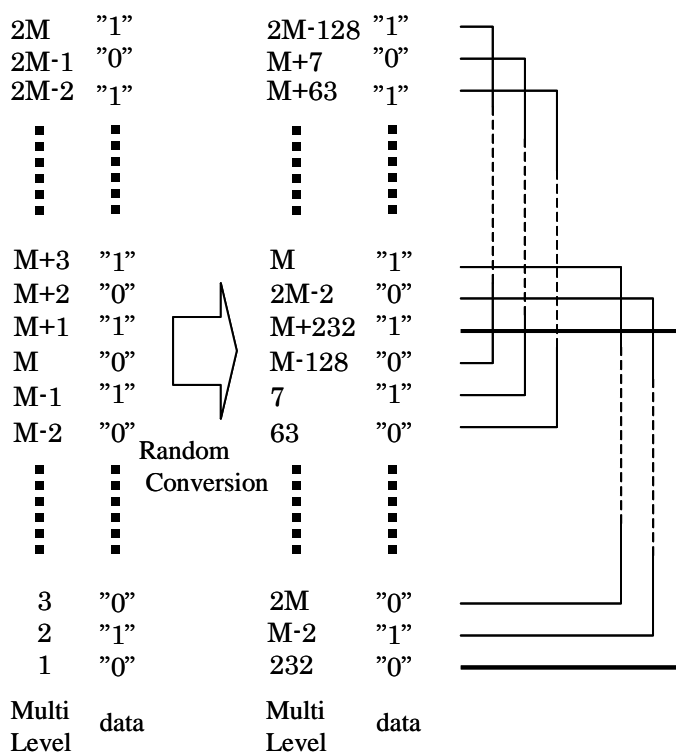 2M ”1” 2M-128 ”1”
2M-1 ”0” M+7 ”0”
2M-2 ”1” M+63 ”1”
M+3 ”1” M ”1”
M+2 ”0” 2M-2 ”0”
M+1 ”1” M+232 ”1”
M ”0” M-128 ”0”
M-1 ”1” 7 ”1”
M-2 ”0” 63 ”0”
Random
Conversion
3 ”0” 2M ”0”
2 ”1” M-2 ”1”
1 ”0” 232 ”0”
Multi Level data Multi Level data